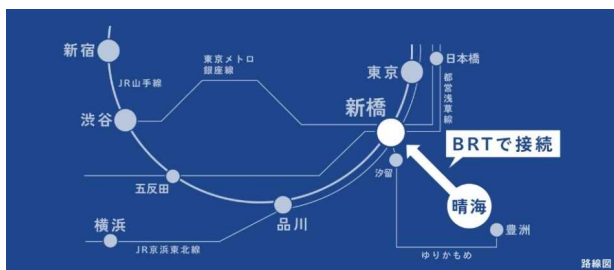 新宿
JR山手線
東京メトロ
銀座線
東京
日本橋
都営浅草線
渋谷
新橋
BRTで接続
汐留
五反田
晴海
品川
横浜
豊洲
JR京浜東北線
ゆりかもめ
路線図